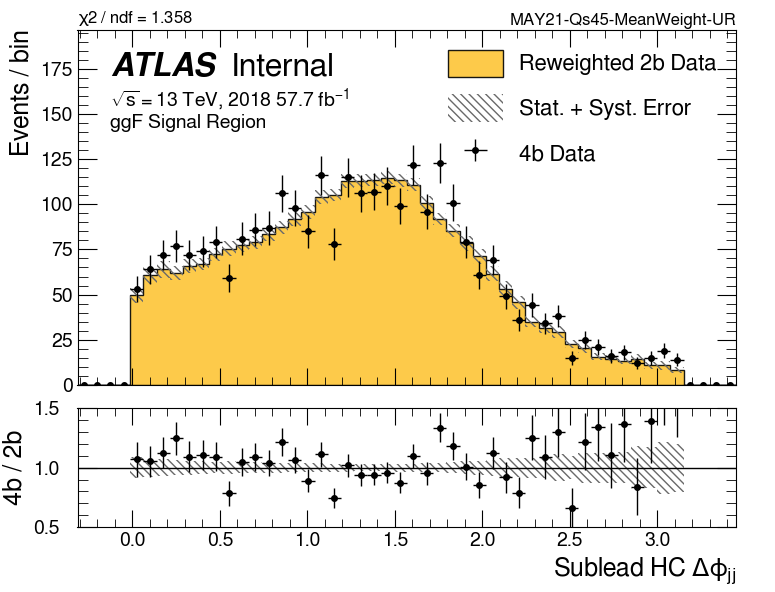 χ2 / ndf = 1.358
MAY21-Qs45-MeanWeight-UR
Events / bin
175
150
125
100
75
50
25
0
ATLAS Internal
√s = 13 TeV, 2018 57.7 fb⁻¹
ggF Signal Region
Reweighted 2b Data
Stat. + Syst. Error
4b Data
4b / 2b
1.5
1.0
0.5
0.0 0.5 1.0 1.5 2.0 2.5 3.0
Sublead HC Δϕjj